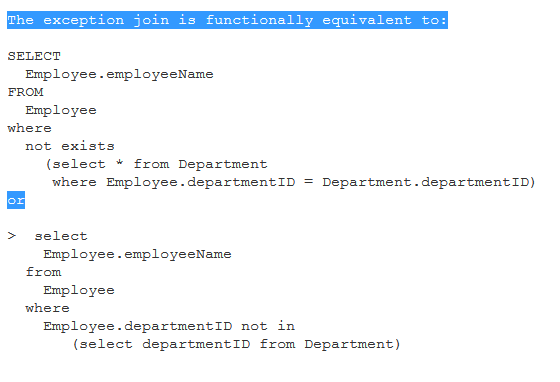 The exception join is functionally equivalent to:
SELECT
Employee.employeeName
FROM
Employee
where
not exists
(select * from Department
where Employee.departmentID = Department.departmentID)
or
> select
Employee.employeeName
from
Employee
where
Employee.departmentID not in
(select departmentID from Department)